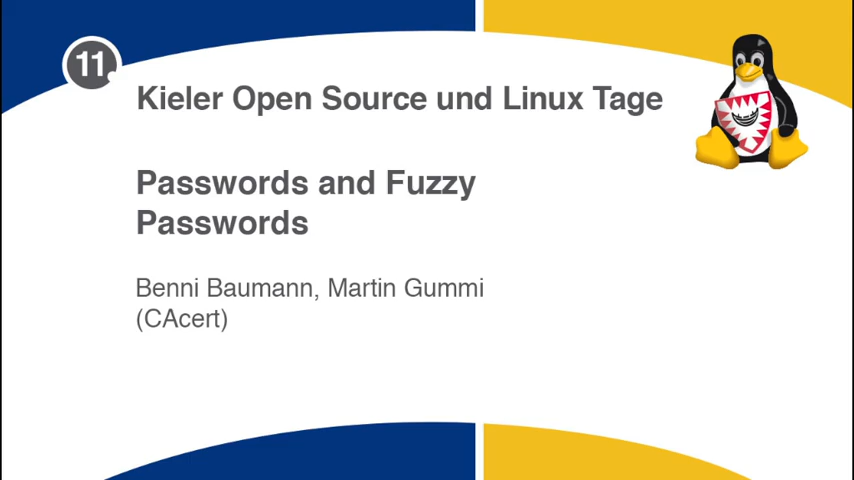 11.
Kieler Open Source und Linux Tage
Passwords and Fuzzy
Passwords
Benni Baumann, Martin Gummi
(CAcert)